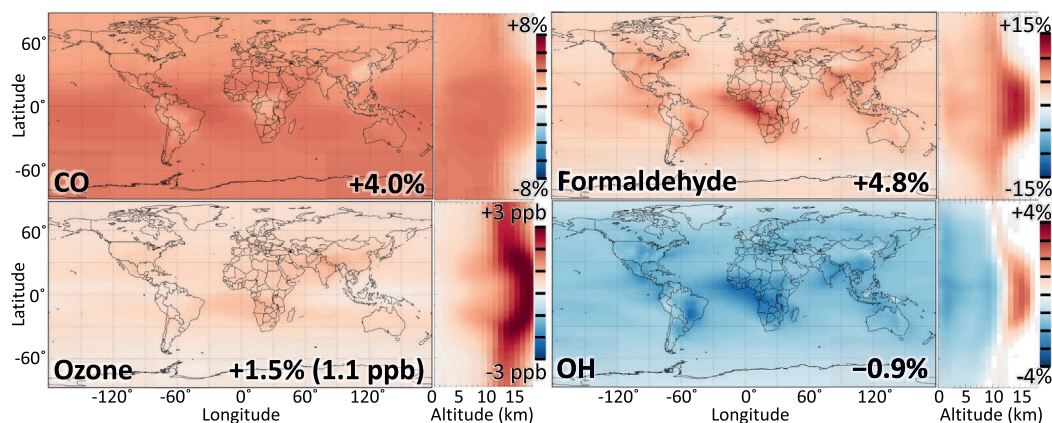 +8%
+15%
60°
0°
-60°
Latitude
CO
+4.0%
-8%
Formaldehyde
+4.8%
-15%
+3 ppb
+4%
60°
0°
-60°
Latitude
Ozone
+1.5% (1.1 ppb)
-3 ppb
OH
−0.9%
-4%
-120° -60° 0° 60° 120° 0 5 10 15
Longitude Altitude (km)
-120° -60° 0° 60° 120° 0 5 10 15
Longitude Altitude (km)